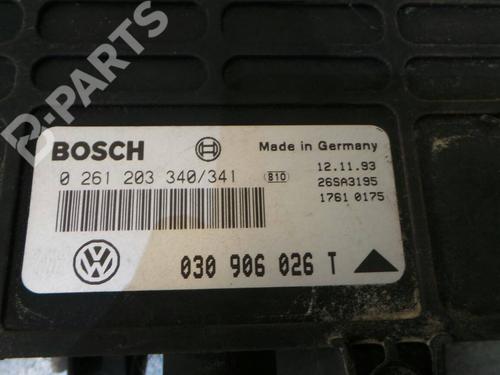 B-PARTS
BOSCH
Made in Germany
12.11.93
0 261 203 340/341
810
26SA3195
1761 0175
VW
030 906 026 T